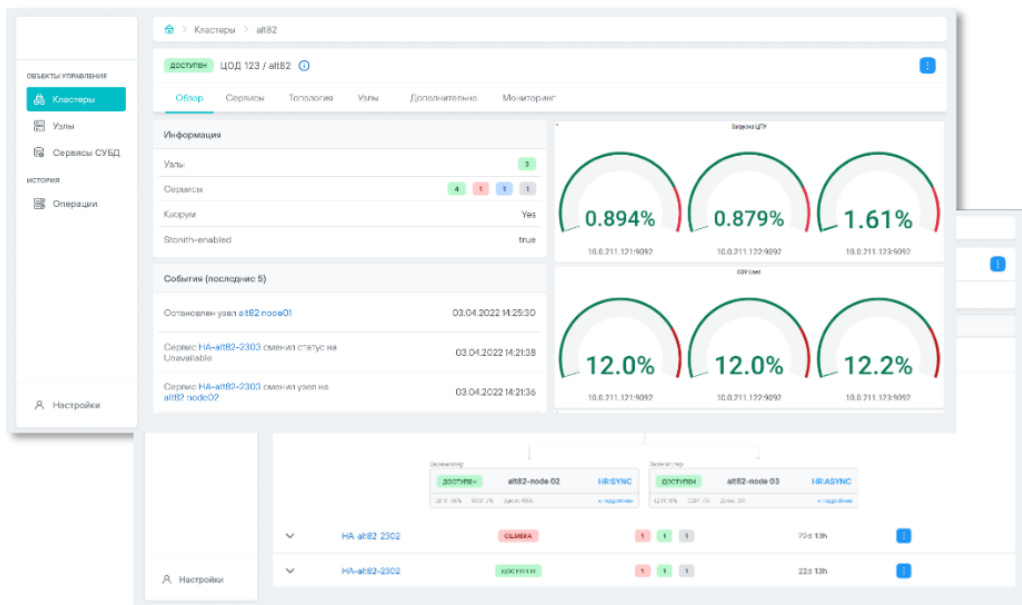 Кластеры > alt82
ОБЪЕКТЫ УПРАВЛЕНИЯ
Кластеры
Узлы
Сервисы СУБД
ИСТОРИЯ
Операции
Настройки
ДОСТУПЕН ЦОД 123 / alt82
Обзор Сервисы Топология Узлы Дополнительно Мониторинг
Информация
Узлы 3
Сервисы 4 1 1 1
Кворум Yes
Stonith-enabled true
События (последние 5)
Остановлен узел alt82 node01 03.04.2022 14:25:30
Сервис HA-alt82-2303 сменил статус на
Unavailable
03.04.2022 14:21:38
Сервис HA-alt82-2303 сменил узел на
alt82 node02
03.04.2022 14:21:36
Загрузка ЦПУ
0.894% 0.879% 1.61%
10.0.211.121:9092 10.0.211.122:9092 10.0.211.123:9092
ОЗУ Used
12.0% 12.0% 12.2%
10.0.211.121:9092 10.0.211.122:9092 10.0.211.123:9092
ДОСТУПЕН alt82-node 02 HR:SYNC
ДОСТУПЕН alt82-node 03 HR:ASYNC
HA-alt82-2302 ОШИБКА 1 1 1 22d 13h
HA-alt82-2302 ДОСТУПЕН 1 1 1 22d 13h
Настройки